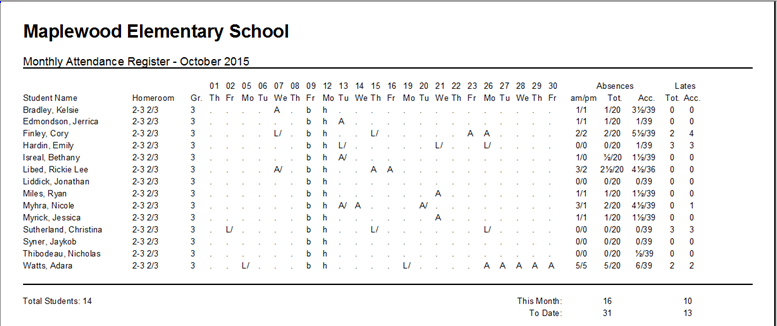 Maplewood Elementary School
Monthly Attendance Register - October 2015
01 02 05 06 07 08 09 12 13 14 15 16 19 20 21 22 23 26 27 28 29 30 Absences Lates
Student Name Homeroom Gr. Th Fr Mo Tu We Th Fr Mo Tu We Th Fr Mo Tu We Th Fr Mo Tu We Th Fr am/pm Tot. Acc. Tot. Acc.
Bradley, Kelsie 2-3 2/3 3 . . . . A . b h . . . . . . . . . . . . . . 1/1 1/20 3½/39 0 0
Edmondson, Jerrica 2-3 2/3 3 . . . . . . b h A . . . . . . . . . . . . . 1/1 1/20 1/39 0 0
Finley, Cory 2-3 2/3 3 . . . . L/ . b h . . L/ . . . . . A A . . . . 2/2 2/20 5½/39 2 4
Hardin, Emily 2-3 2/3 3 . . . . . . b h L/ . . . . . L/ . . L/ . . . . 0/0 0/20 1/39 3 3
Isreal, Bethany 2-3 2/3 3 . . . . . . b h A/ . . . . . . . . . . . . . 1/0 ½/20 1½/39 0 0
Libed, Rickie Lee 2-3 2/3 3 . . . . A/ . b h . . A A . . . . . . . . . . 3/2 2½/20 4½/36 0 0
Liddick, Jonathan 2-3 2/3 3 . . . . . . b h . . . . . . . . . . . . . . 0/0 0/20 0/39 0 0
Miles, Ryan 2-3 2/3 3 . . . . . . b h . . . . . . A . . . . . . . 1/1 1/20 1½/39 0 0
Myhra, Nicole 2-3 2/3 3 . . . . . . b h A/ A . . . A/ . . . . . . . . 3/1 2/20 4½/39 0 1
Myrick, Jessica 2-3 2/3 3 . . . . . . b h . . . . . . A . . . . . . . 1/1 1/20 1½/39 0 0
Sutherland, Christina 2-3 2/3 3 . L/ . . . . b h . . L/ . . . . . . L/ . . . . 0/0 0/20 0/39 3 3
Syner, Jaykob 2-3 2/3 3 . . . . . . b h . . . . . . . . . . . . . . 0/0 0/20 0/39 0 0
Thibodeau, Nicholas 2-3 2/3 3 . . . . . . b h . . . . . . . . . . . . . . 0/0 0/20 ½/39 0 0
Watts, Adara 2-3 2/3 3 . . L/ . . . b h . . . . L/ . . . . A A A A A 5/5 5/20 6/39 2 2
Total Students: 14 This Month: 16 10
To Date: 31 13